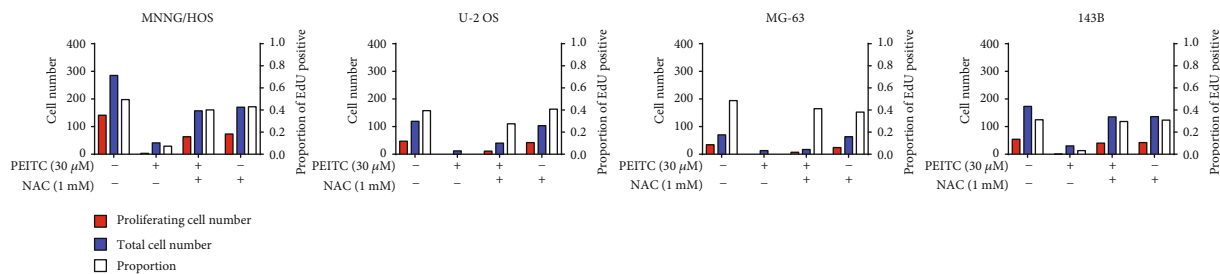 MNNG/HOS
U-2 OS
MG-63
143B
Cell number
400
300
200
100
0
Proportion of EdU positive
1.0
0.8
0.6
0.4
0.2
0.0
Cell number
400
300
200
100
0
Proportion of EdU positive
1.0
0.8
0.6
0.4
0.2
0.0
Cell number
400
300
200
100
0
Proportion of EdU positive
1.0
0.8
0.6
0.4
0.2
0.0
Cell number
400
300
200
100
0
Proportion of EdU positive
1.0
0.8
0.6
0.4
0.2
0.0
PEITC (30 μM) − + + −
NAC (1 mM) − − + +
PEITC (30 μM) − + + −
NAC (1 mM) − − + +
PEITC (30 μM) − + + −
NAC (1 mM) − − + +
PEITC (30 μM) − + + −
NAC (1 mM) − − + +
Proliferating cell number
Total cell number
Proportion